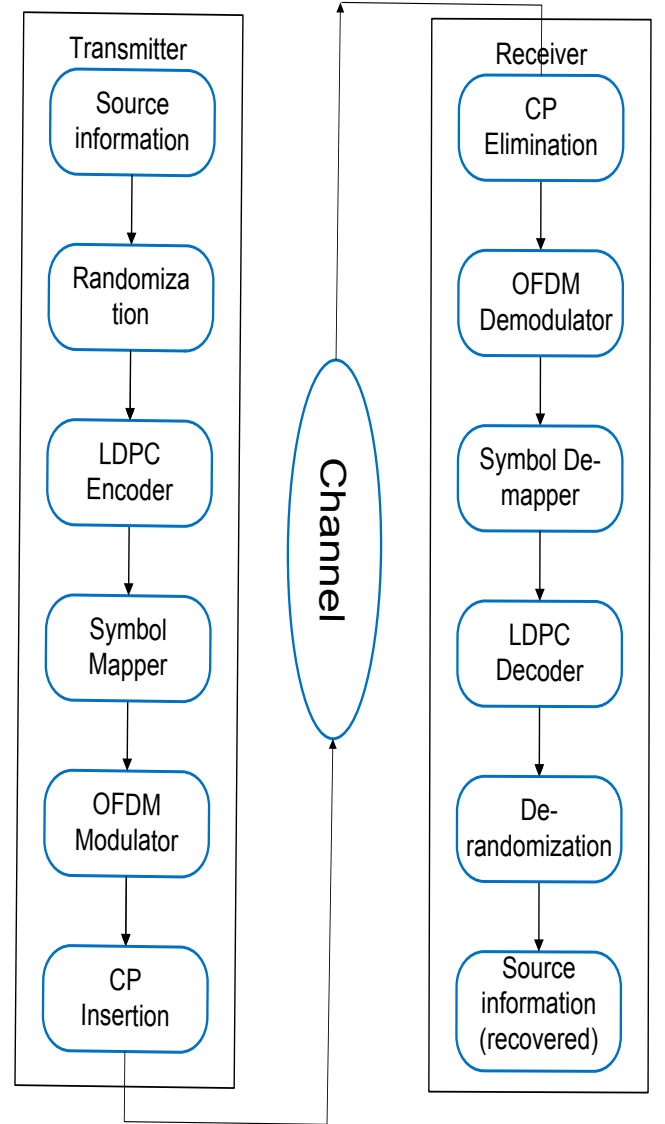 Transmitter
Source
information
Randomiza
tion
LDPC
Encoder
Symbol
Mapper
OFDM
Modulator
CP
Insertion
Channel
Receiver
CP
Elimination
OFDM
Demodulator
Symbol De-
mapper
LDPC
Decoder
De-
randomization
Source
information
(recovered)